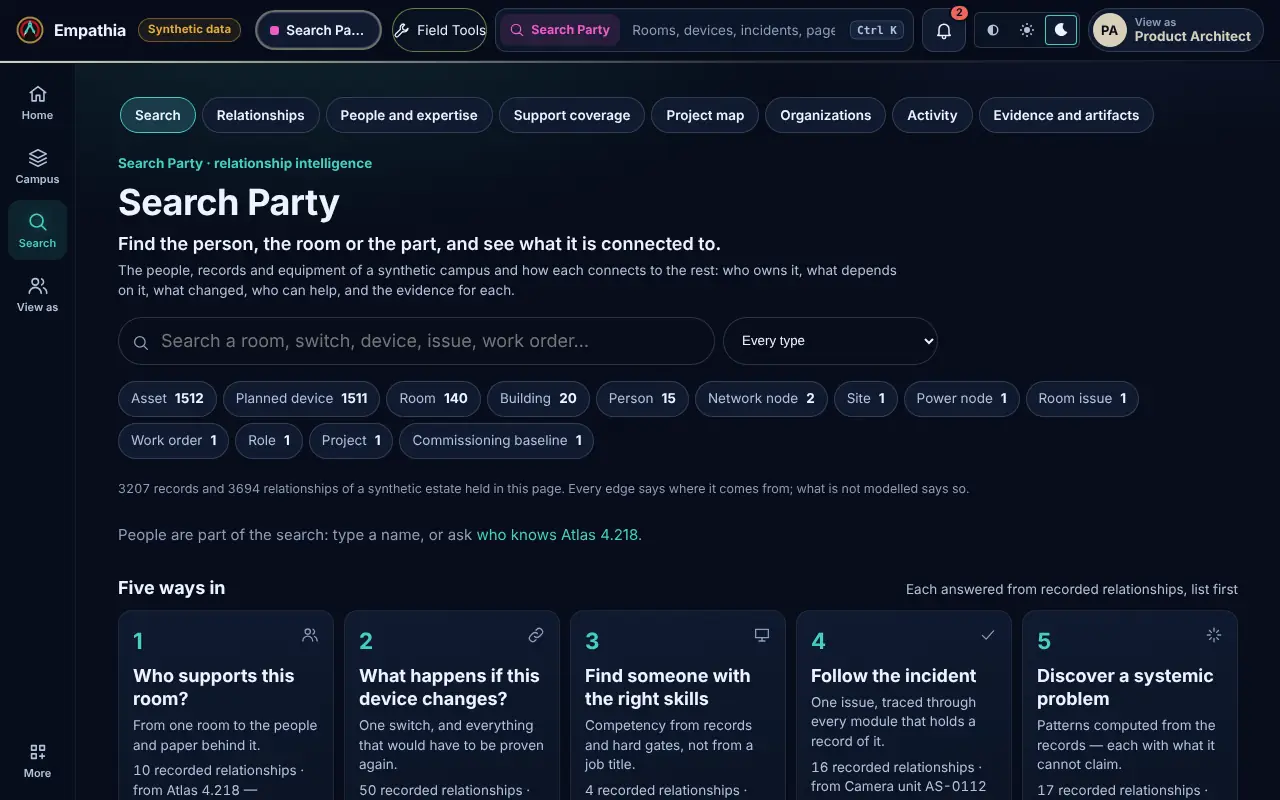 Empathia
Synthetic data
Search Pa...
Field Tools
Search Party
Rooms, devices, incidents, page
Ctrl K
2
PA
View as
Product Architect
Home
Campus
Search
View as
More
Search
Relationships
People and expertise
Support coverage
Project map
Organizations
Activity
Evidence and artifacts
Search Party · relationship intelligence
Search Party
Find the person, the room or the part, and see what it is connected to.
The people, records and equipment of a synthetic campus and how each connects to the rest: who owns it, what depends
on it, what changed, who can help, and the evidence for each.
Search a room, switch, device, issue, work order...
Every type
Asset 1512
Planned device 1511
Room 140
Building 20
Person 15
Network node 2
Site 1
Power node 1
Room issue 1
Work order 1
Role 1
Project 1
Commissioning baseline 1
3207 records and 3694 relationships of a synthetic estate held in this page. Every edge says where it comes from; what is not modelled says so.
People are part of the search: type a name, or ask who knows Atlas 4.218.
Five ways in
Each answered from recorded relationships, list first
1
Who supports this
room?
From one room to the people
and paper behind it.
10 recorded relationships ·
from Atlas 4.218 —
2
What happens if this
device changes?
One switch, and everything
that would have to be proven
again.
50 recorded relationships ·
3
Find someone with
the right skills
Competency from records
and hard gates, not from a
job title.
4 recorded relationships ·
4
Follow the incident
One issue, traced through
every module that holds a
record of it.
16 recorded relationships ·
from Camera unit AS-0112
5
Discover a systemic
problem
Patterns computed from the
records — each with what it
cannot claim.
17 recorded relationships ·